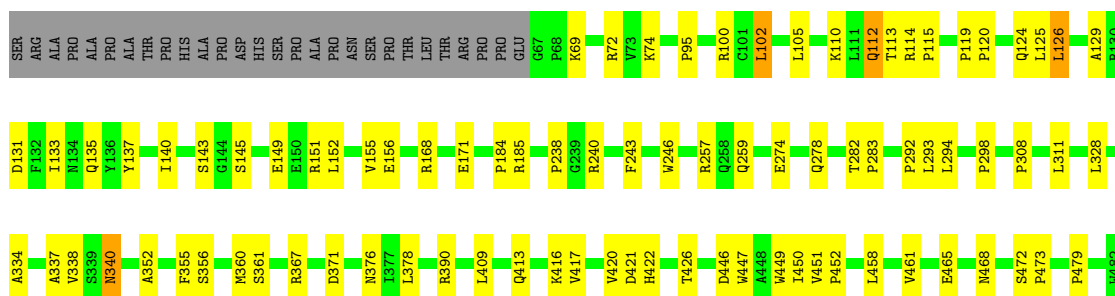 SER ARG ALA PRO ALA PRO ALA THR PRO HIS ALA PRO ASP HIS SER PRO ALA PRO ASN SER PRO THR LEU THR ARG PRO PRO GLU G67 P68 K69 R72 V73 K74 P95 R100 C101 L102 L105 K110 L111 Q112 T113 R114 P115 P119 P120 Q124 L125 L126 A129 R130
D131 F132 I133 N134 Q135 Y136 Y137 I140 S143 G144 S145 E149 E150 R151 L152 V155 E156 R168 E171 P184 R185 P238 G239 R240 F243 W246 R257 Q258 Q259 E274 Q278 T282 P283 P292 L293 L294 P298 P308 L311 L328
A334 A337 V338 S339 N340 A352 F355 S356 M360 S361 R367 D371 N376 I377 L378 R390 L409 Q413 K416 V417 V420 D421 H422 T426 D446 W447 A448 W449 I450 V451 P452 L458 V461 E465 N468 S472 P473 P479